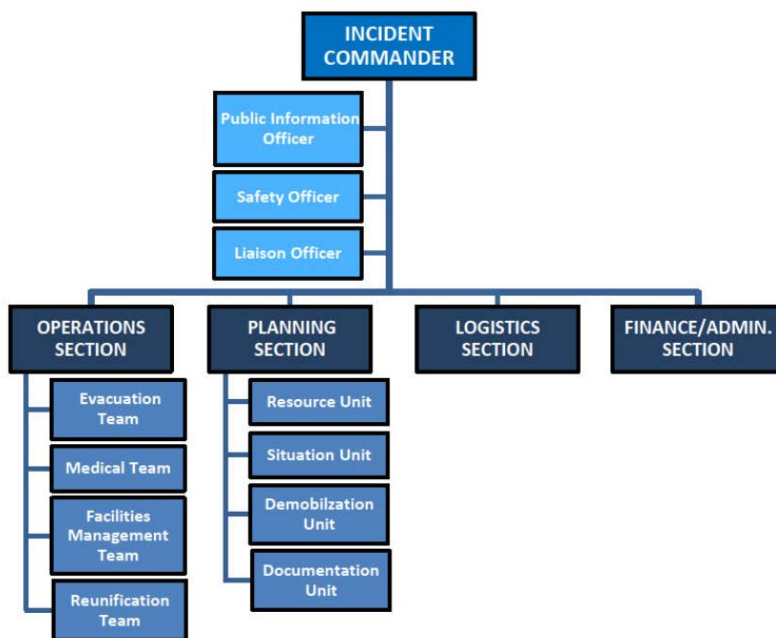 INCIDENT
COMMANDER
Public Information
Officer
Safety Officer
Liaison Officer
OPERATIONS
SECTION
PLANNING
SECTION
LOGISTICS
SECTION
FINANCE/ADMIN.
SECTION
Evacuation
Team
Medical Team
Facilities
Management
Team
Reunification
Team
Resource Unit
Situation Unit
Demobilzation
Unit
Documentation
Unit